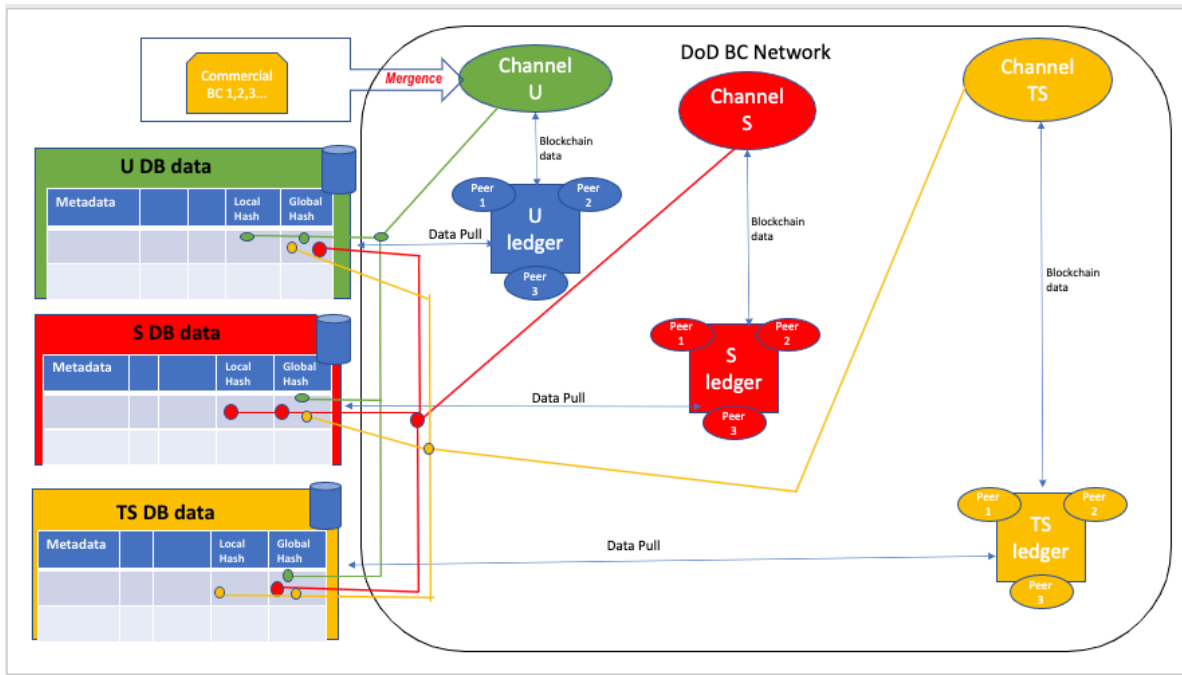 DoD BC Network
Commercial
BC 1,2,3...
Mergence
Channel
U
Channel
S
Channel
TS
Blockchain
data
U DB data
Metadata
Local
Hash
Global
Hash
Peer
1
Peer
2
U
ledger
Peer
3
Data Pull
Blockchain
data
Blockchain
data
S DB data
Metadata
Local
Hash
Global
Hash
Peer
1
Peer
2
S
ledger
Peer
3
Data Pull
TS DB data
Metadata
Local
Hash
Global
Hash
Peer
1
Peer
2
TS
ledger
Peer
3
Data Pull